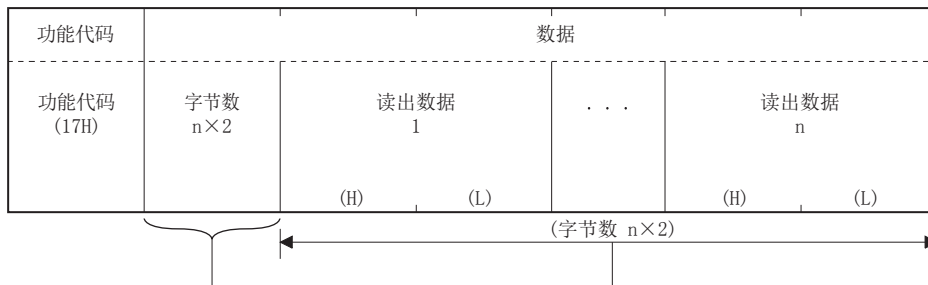 功能代码 数据
功能代码 字节数 读出数据 . . . 读出数据
(17H) n×2 1 n
(H) (L) (H) (L)
(字节数 n×2)